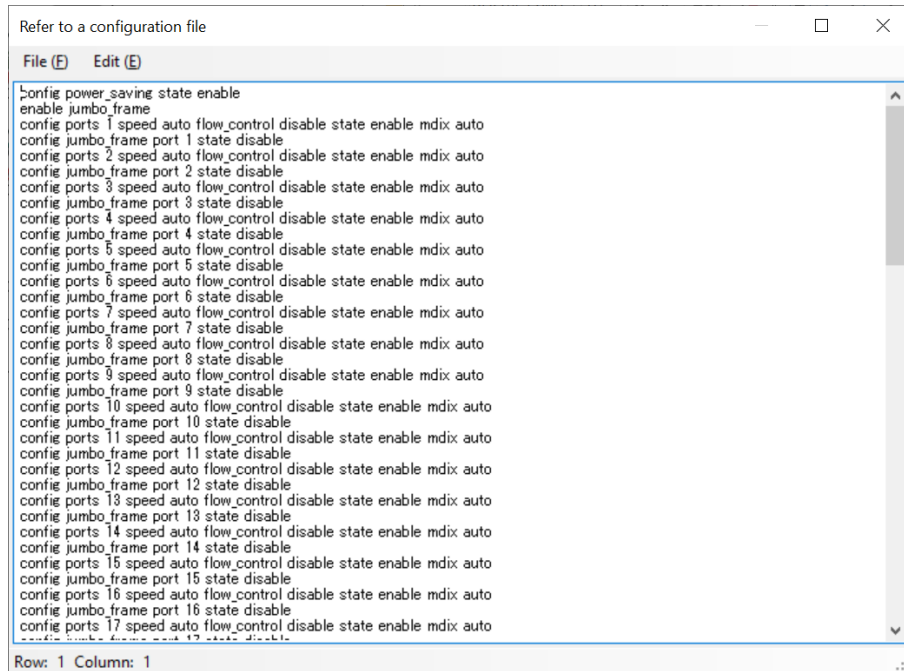 Refer to a configuration file
File (F) Edit (E)
config power_saving state enable
enable jumbo_frame
config ports 1 speed auto flow_control disable state enable mdix auto
config jumbo_frame port 1 state disable
config ports 2 speed auto flow_control disable state enable mdix auto
config jumbo_frame port 2 state disable
config ports 3 speed auto flow_control disable state enable mdix auto
config jumbo_frame port 3 state disable
config ports 4 speed auto flow_control disable state enable mdix auto
config jumbo_frame port 4 state disable
config ports 5 speed auto flow_control disable state enable mdix auto
config jumbo_frame port 5 state disable
config ports 6 speed auto flow_control disable state enable mdix auto
config jumbo_frame port 6 state disable
config ports 7 speed auto flow_control disable state enable mdix auto
config jumbo_frame port 7 state disable
config ports 8 speed auto flow_control disable state enable mdix auto
config jumbo_frame port 8 state disable
config ports 9 speed auto flow_control disable state enable mdix auto
config jumbo_frame port 9 state disable
config ports 10 speed auto flow_control disable state enable mdix auto
config jumbo_frame port 10 state disable
config ports 11 speed auto flow_control disable state enable mdix auto
config jumbo_frame port 11 state disable
config ports 12 speed auto flow_control disable state enable mdix auto
config jumbo_frame port 12 state disable
config ports 13 speed auto flow_control disable state enable mdix auto
config jumbo_frame port 13 state disable
config ports 14 speed auto flow_control disable state enable mdix auto
config jumbo_frame port 14 state disable
config ports 15 speed auto flow_control disable state enable mdix auto
config jumbo_frame port 15 state disable
config ports 16 speed auto flow_control disable state enable mdix auto
config jumbo_frame port 16 state disable
config ports 17 speed auto flow_control disable state enable mdix auto
config jumbo_frame port 17 state disable
Row: 1 Column: 1